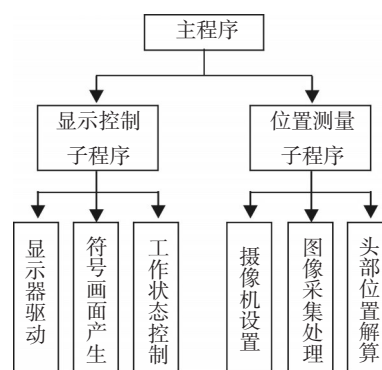 主程序
显示控制
子程序
位置测量
子程序
显示器驱动
符号画面产生
工作状态控制
摄像机设置
图像采集处理
头部位置解算